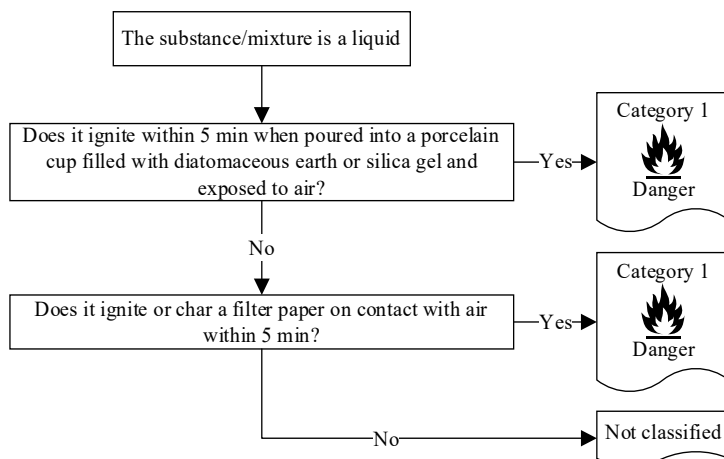 The substance/mixture is a liquid
Does it ignite within 5 min when poured into a porcelain
cup filled with diatomaceous earth or silica gel and
exposed to air?
Yes
Category 1
Danger
No
Does it ignite or char a filter paper on contact with air
within 5 min?
Yes
Category 1
Danger
No
Not classified